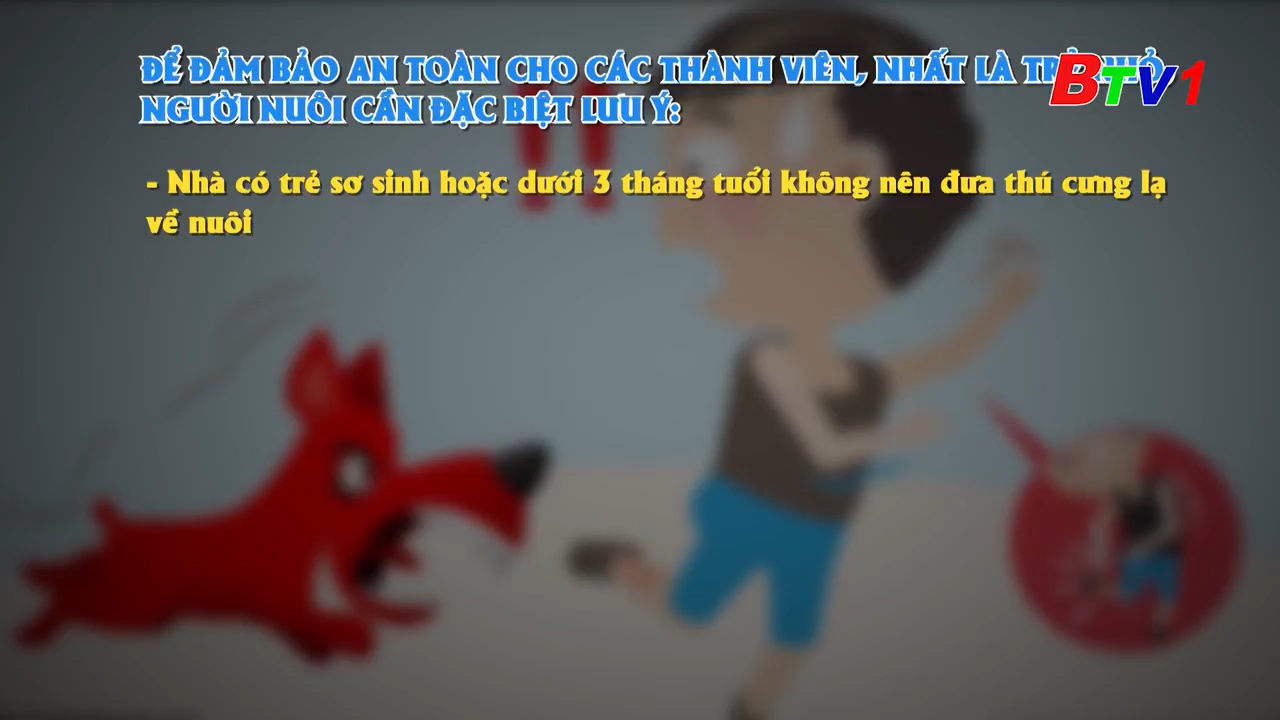 ĐỂ ĐẢM BẢO AN TOÀN CHO CÁC THÀNH VIÊN, NHẤT LÀ
BTV1
NGƯỜI NUÔI CẦN ĐẶC BIỆT LƯU Ý:
- Nhà có trẻ sơ sinh hoặc dưới 3 tháng tuổi không nên đưa thú cưng lạ
về nuôi